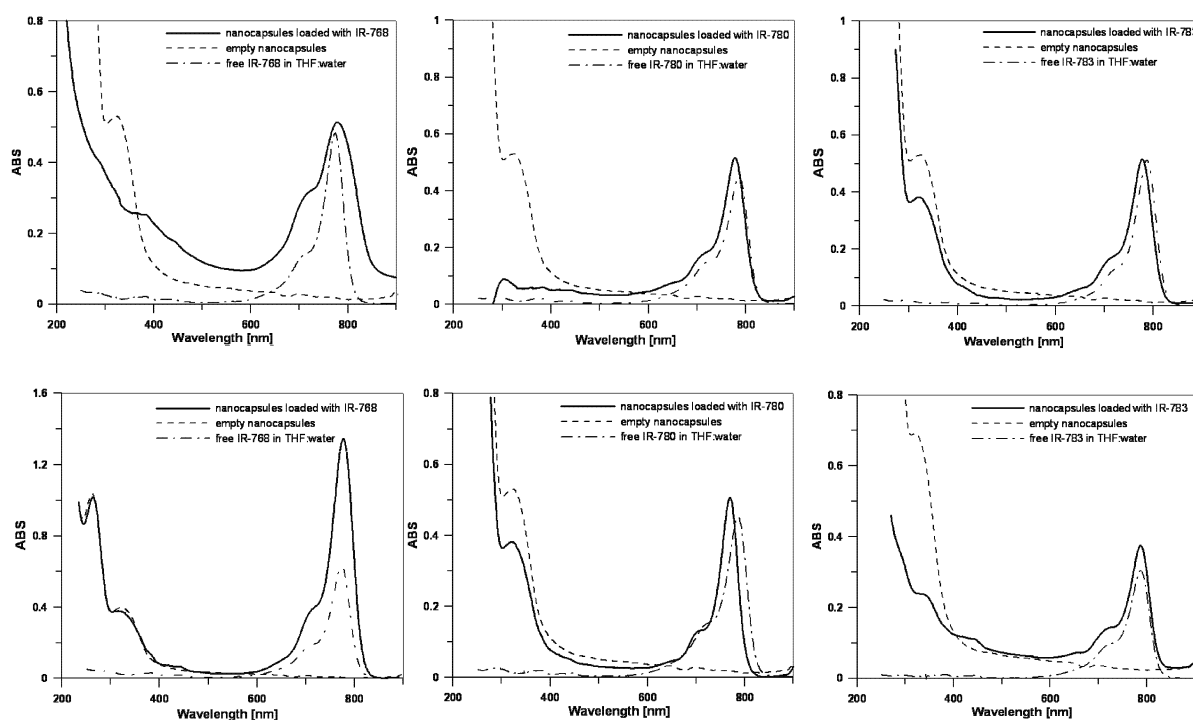 0.8
0.6
0.4
0.2
0
ABS
200
400
600
800
Wavelength [nm]
nanocapsules loaded with IR-768
empty nanocapsules
free IR-768 in THF:water
1
0.8
0.6
0.4
0.2
0
ABS
200
400
600
800
Wavelength [nm]
nanocapsules loaded with IR-780
empty nanocapsules
free IR-780 in THF:water
1
0.8
0.6
0.4
0.2
0
ABS
200
400
600
800
Wavelength [nm]
nanocapsules loaded with IR-783
empty nanocapsules
free IR-783 in THF:water
1.6
1.2
0.8
0.4
0
ABS
200
400
600
800
Wavelength [nm]
nanocapsules loaded with IR-768
empty nanocapsules
free IR-768 in THF:water
0.8
0.6
0.4
0.2
0
ABS
200
400
600
800
Wavelength [nm]
nanocapsules loaded with IR-780
empty nanocapsules
free IR-780 in THF:water
0.8
0.6
0.4
0.2
0
ABS
200
400
600
800
Wavelength [nm]
nanocapsules loaded with IR-783
empty nanocapsules
free IR-783 in THF:water